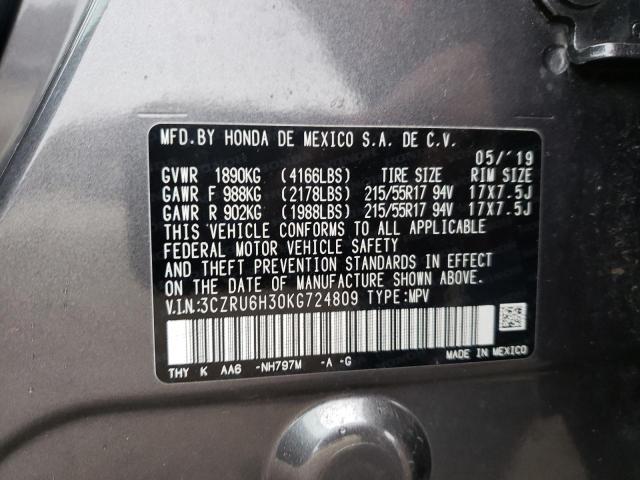 MFD.BY HONDA DE MEXICO S.A. DE C.V.
05/'19
GVWR 1890KG (4166LBS) TIRE SIZE RIM SIZE
GAWR F 988KG (2178LBS) 215/55R17 94V 17X7.5J
GAWR R 902KG (1988LBS) 215/55R17 94V 17X7.5J
THIS VEHICLE CONFORMS TO ALL APPLICABLE
FEDERAL MOTOR VEHICLE SAFETY
AND THEFT PREVENTION STANDARDS IN EFFECT
ON THE DATE OF MANUFACTURE SHOWN ABOVE.
V.I.N.:3CZRU6H30KG724809 TYPE:MPV
THY K AA6 -NH797M -A -G
MADE IN MEXICO